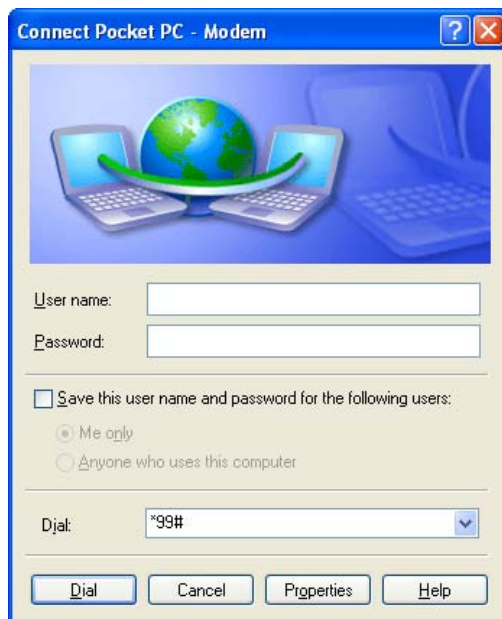 Connect Pocket PC - Modem
User name:
Password:
Save this user name and password for the following users:
Me only
Anyone who uses this computer
Dial:
*99#
Dial Cancel Properties Help